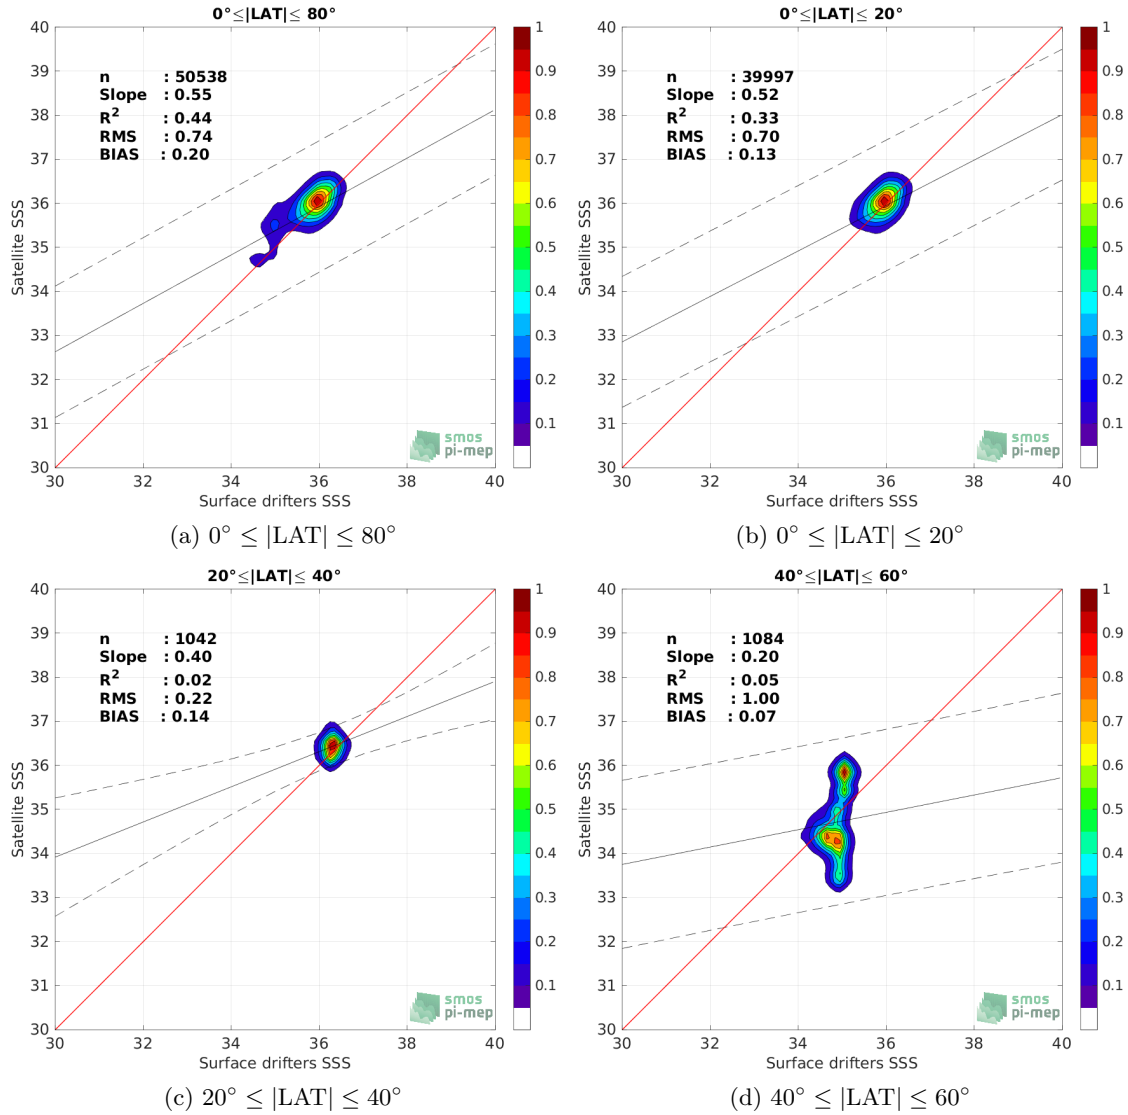 0°≤|LAT|≤ 80°
40
39
38
37
36
35
34
33
32
31
30
Satellite SSS
n : 50538
Slope : 0.55
R² : 0.44
RMS : 0.74
BIAS : 0.20
smos
pi-mep
30 32 34 36 38 40
Surface drifters SSS
1
0.9
0.8
0.7
0.6
0.5
0.4
0.3
0.2
0.1
(a) 0° ≤ |LAT| ≤ 80°
0°≤|LAT|≤ 20°
40
39
38
37
36
35
34
33
32
31
30
Satellite SSS
n : 39997
Slope : 0.52
R² : 0.33
RMS : 0.70
BIAS : 0.13
smos
pi-mep
30 32 34 36 38 40
Surface drifters SSS
1
0.9
0.8
0.7
0.6
0.5
0.4
0.3
0.2
0.1
(b) 0° ≤ |LAT| ≤ 20°
20°≤|LAT|≤ 40°
40
39
38
37
36
35
34
33
32
31
30
Satellite SSS
n : 1042
Slope : 0.40
R² : 0.02
RMS : 0.22
BIAS : 0.14
smos
pi-mep
30 32 34 36 38 40
Surface drifters SSS
1
0.9
0.8
0.7
0.6
0.5
0.4
0.3
0.2
0.1
(c) 20° ≤ |LAT| ≤ 40°
40°≤|LAT|≤ 60°
40
39
38
37
36
35
34
33
32
31
30
Satellite SSS
n : 1084
Slope : 0.20
R² : 0.05
RMS : 1.00
BIAS : 0.07
smos
pi-mep
30 32 34 36 38 40
Surface drifters SSS
1
0.9
0.8
0.7
0.6
0.5
0.4
0.3
0.2
0.1
(d) 40° ≤ |LAT| ≤ 60°